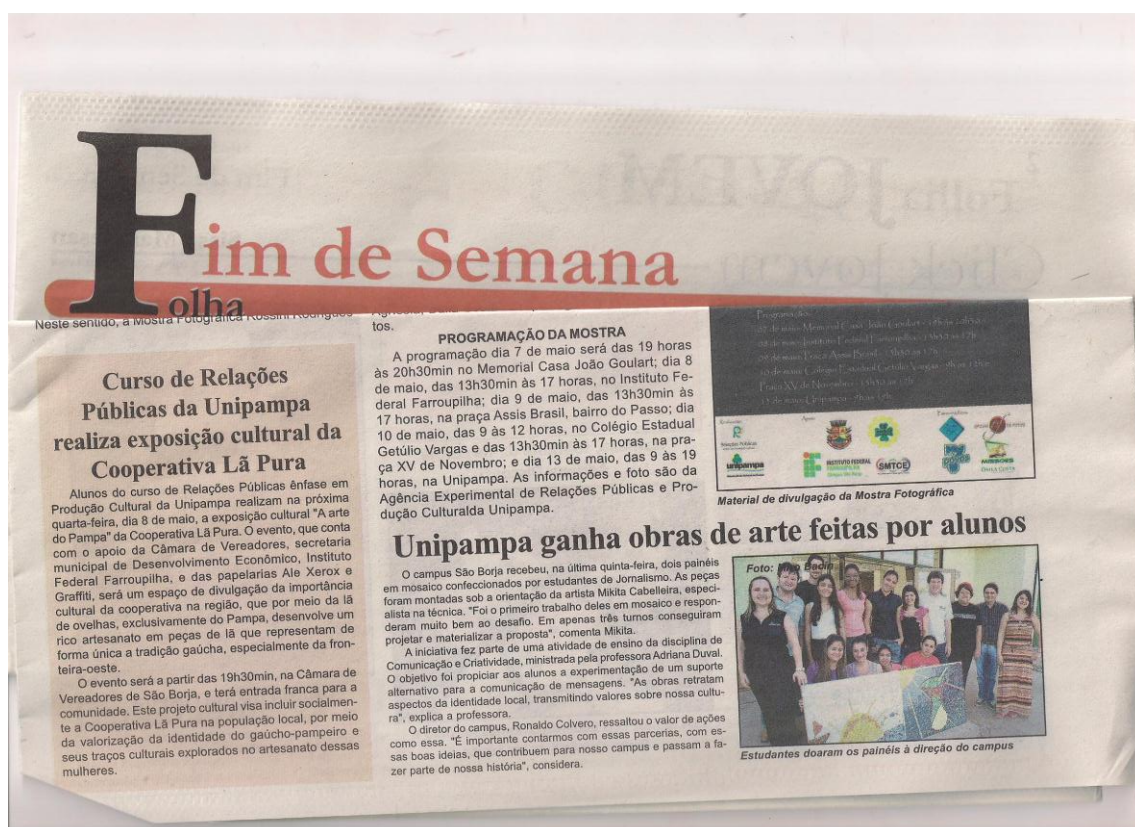 Fim de Semana
Folha
Neste sentido, a Mostra Fotográfica Rossini Rodrigues
Curso de Relações
Públicas da Unipampa
realiza exposição cultural da
Cooperativa Lã Pura
Alunos do curso de Relações Públicas ênfase em
Produção Cultural da Unipampa realizam na próxima
quarta-feira, dia 8 de maio, a exposição cultural "A arte
do Pampa" da Cooperativa Lã Pura. O evento, que conta
com o apoio da Câmara de Vereadores, secretaria
municipal de Desenvolvimento Econômico, Instituto
Federal Farroupilha, e das papelarias Ale Xerox e
Graffiti, será um espaço de divulgação da importância
cultural da cooperativa na região, que por meio da lã
de ovelhas, exclusivamente do Pampa, desenvolve um
rico artesanato em peças de lã que representam de
forma única a tradição gaúcha, especialmente da fron-
teira-oeste.
O evento será a partir das 19h30min, na Câmara de
Vereadores de São Borja, e terá entrada franca para a
comunidade. Este projeto cultural visa incluir socialmen-
te a Cooperativa Lã Pura na população local, por meio
da valorização da identidade do gaúcho-pampeiro e
seus traços culturais explorados no artesanato dessas
mulheres.
tos.
PROGRAMAÇÃO DA MOSTRA
A programação dia 7 de maio será das 19 horas
às 20h30min no Memorial Casa João Goulart; dia 8
de maio, das 13h30min às 17 horas, no Instituto Fe-
deral Farroupilha; dia 9 de maio, das 13h30min às
17 horas, na praça Assis Brasil, bairro do Passo; dia
10 de maio, das 9 às 12 horas, no Colégio Estadual
Getúlio Vargas e das 13h30min às 17 horas, na pra-
ça XV de Novembro; e dia 13 de maio, das 9 às 19
horas, na Unipampa. As informações e foto são da
Agência Experimental de Relações Públicas e Pro-
dução Culturalda Unipampa.
Programação:
unipampa
INSTITUTO FEDERAL
FARROUPILHA
SMTCE
MISSÕES
Material de divulgação da Mostra Fotográfica
Unipampa ganha obras de arte feitas por alunos
O campus São Borja recebeu, na última quinta-feira, dois painéis
em mosaico confeccionados por estudantes de Jornalismo. As peças
foram montadas sob a orientação da artista Mikita Cabelleira, especi-
alista na técnica. "Foi o primeiro trabalho deles em mosaico e respon-
deram muito bem ao desafio. Em apenas três turnos conseguiram
projetar e materializar a proposta", comenta Mikita.
A iniciativa fez parte de uma atividade de ensino da disciplina de
Comunicação e Criatividade, ministrada pela professora Adriana Duval.
O objetivo foi propiciar aos alunos a experimentação de um suporte
alternativo para a comunicação de mensagens. "As obras retratam
aspectos da identidade local, transmitindo valores sobre nossa cultu-
ra", explica a professora.
O diretor do campus, Ronaldo Colvero, ressaltou o valor de ações
como essa. "É importante contarmos com essas parcerias, com es-
sas boas ideias, que contribuem para nosso campus e passam a fa-
zer parte de nossa história", considera.
Foto:
Estudantes doaram os painéis à direção do campus